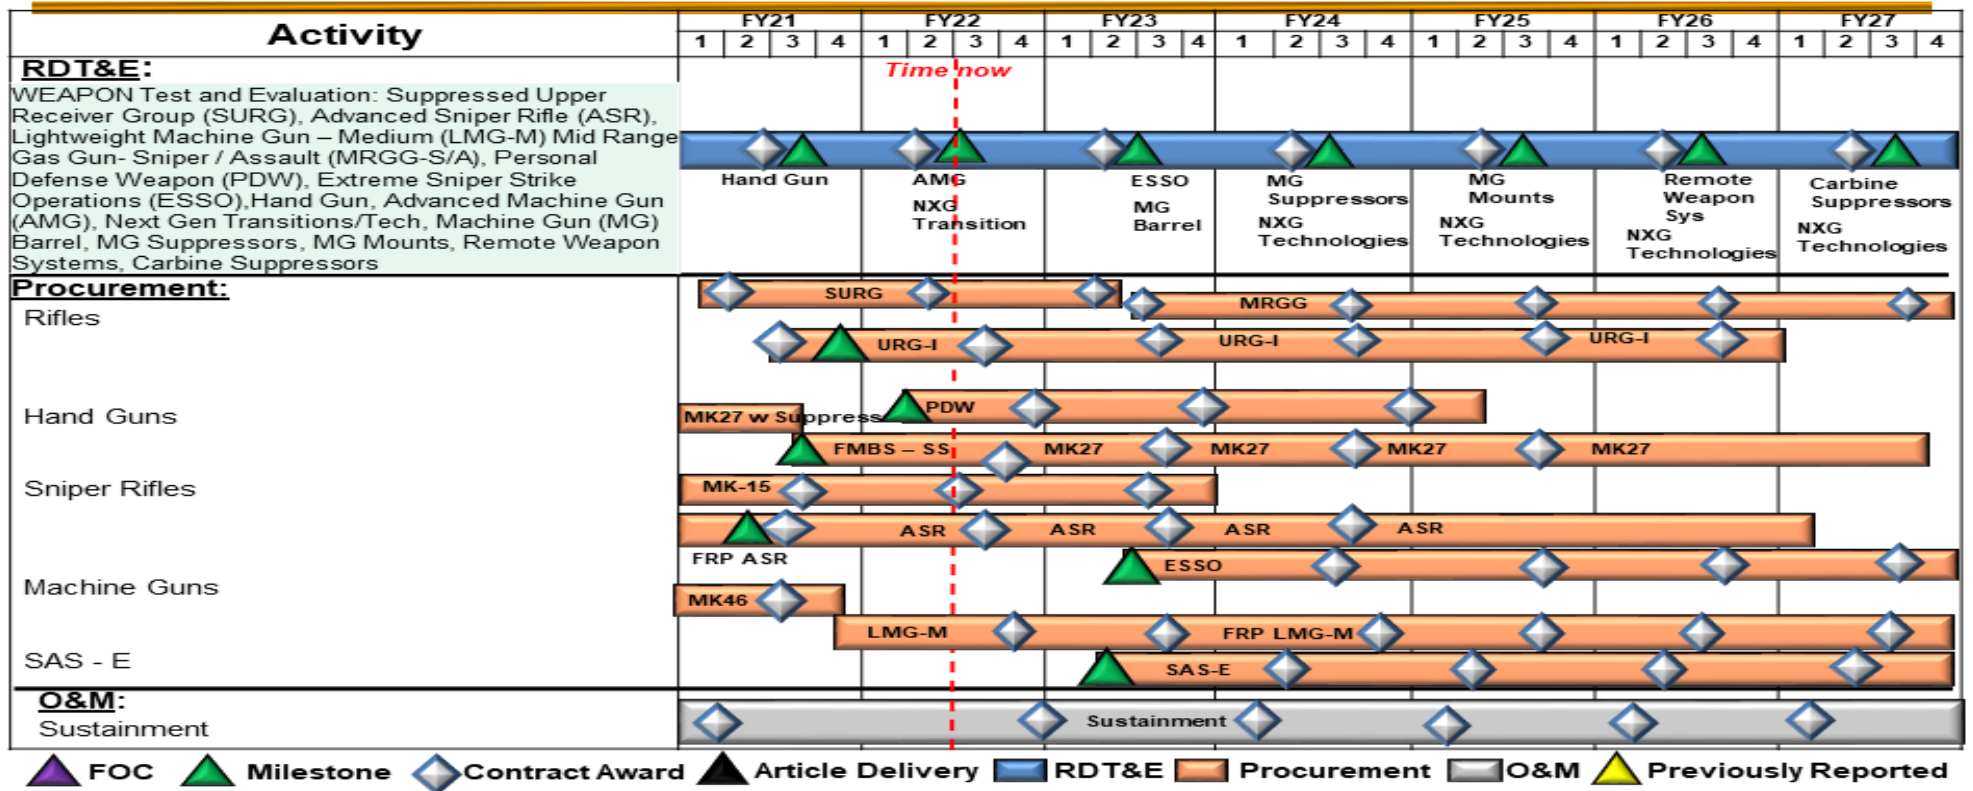 Activity
FY21 FY22 FY23 FY24 FY25 FY26 FY27
1 2 3 4 1 2 3 4 1 2 3 4 1 2 3 4 1 2 3 4 1 2 3 4 1 2 3 4
Time now
RDT&E:
WEAPON Test and Evaluation: Suppressed Upper
Receiver Group (SURG), Advanced Sniper Rifle (ASR),
Lightweight Machine Gun – Medium (LMG-M) Mid Range
Gas Gun- Sniper / Assault (MRGG-S/A), Personal
Defense Weapon (PDW), Extreme Sniper Strike
Operations (ESSO),Hand Gun, Advanced Machine Gun
(AMG), Next Gen Transitions/Tech, Machine Gun (MG)
Barrel, MG Suppressors, MG Mounts, Remote Weapon
Systems, Carbine Suppressors
Hand Gun
AMG
NXG
Transition
ESSO
MG
Barrel
MG
Suppressors
NXG
Technologies
MG
Mounts
NXG
Technologies
Remote
Weapon
Sys
NXG
Technologies
Carbine
Suppressors
NXG
Technologies
Procurement:
Rifles
SURG
MRGG
URG-I URG-I URG-I
Hand Guns
MK27 w Suppress
PDW
FMBS – SS MK27 MK27 MK27 MK27
Sniper Rifles
MK-15
ASR ASR ASR ASR
FRP ASR
ESSO
Machine Guns
MK46
LMG-M FRP LMG-M
SAS - E
SAS-E
O&M:
Sustainment
Sustainment
FOC Milestone Contract Award Article Delivery RDT&E Procurement O&M Previously Reported